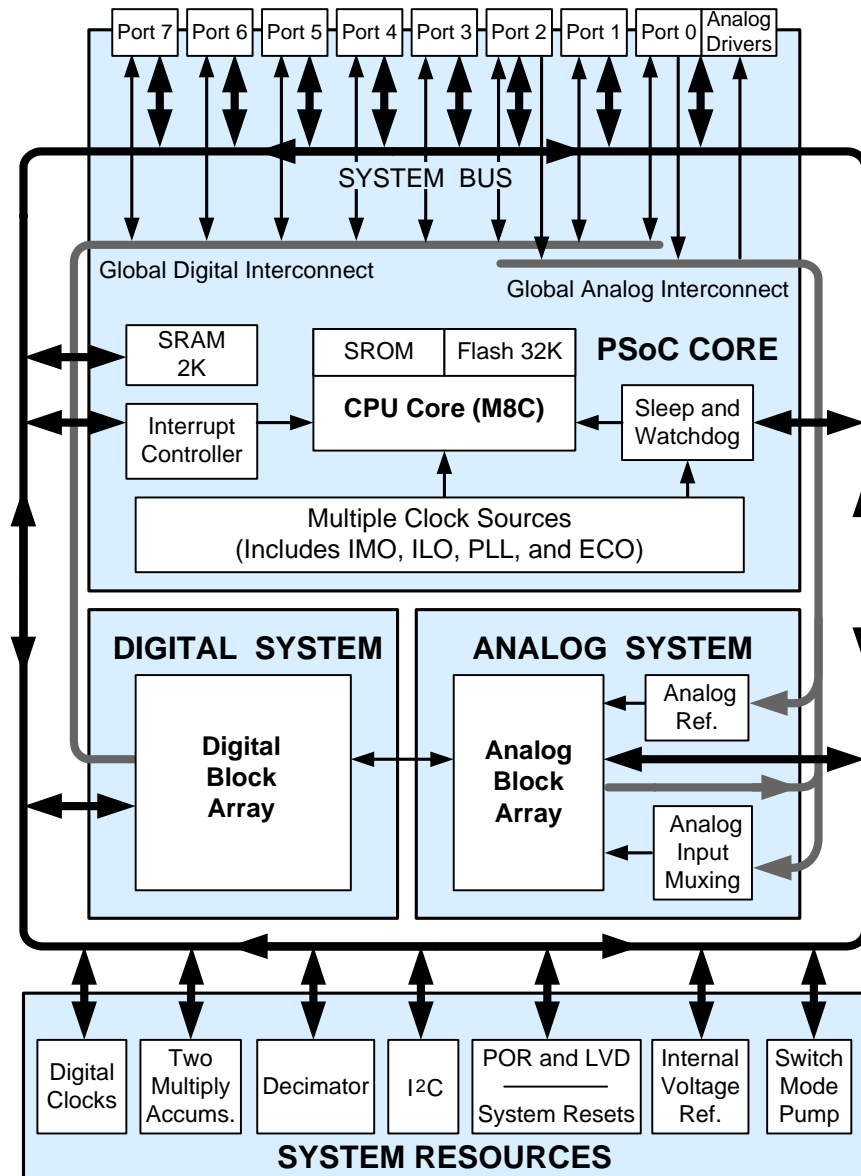 Port 7 Port 6 Port 5 Port 4 Port 3 Port 2 Port 1 Port 0 Analog
Drivers
SYSTEM BUS
Global Digital Interconnect
Global Analog Interconnect
PSoC CORE
SRAM
2K
SROM
Flash 32K
CPU Core (M8C)
Interrupt
Controller
Sleep and
Watchdog
Multiple Clock Sources
(Includes IMO, ILO, PLL, and ECO)
DIGITAL SYSTEM
Digital
Block
Array
ANALOG SYSTEM
Analog
Block
Array
Analog
Ref.
Analog
Input
Muxing
Digital
Clocks
Two
Multiply
Accums.
Decimator
I2C
POR and LVD
System Resets
Internal
Voltage
Ref.
Switch
Mode
Pump
SYSTEM RESOURCES